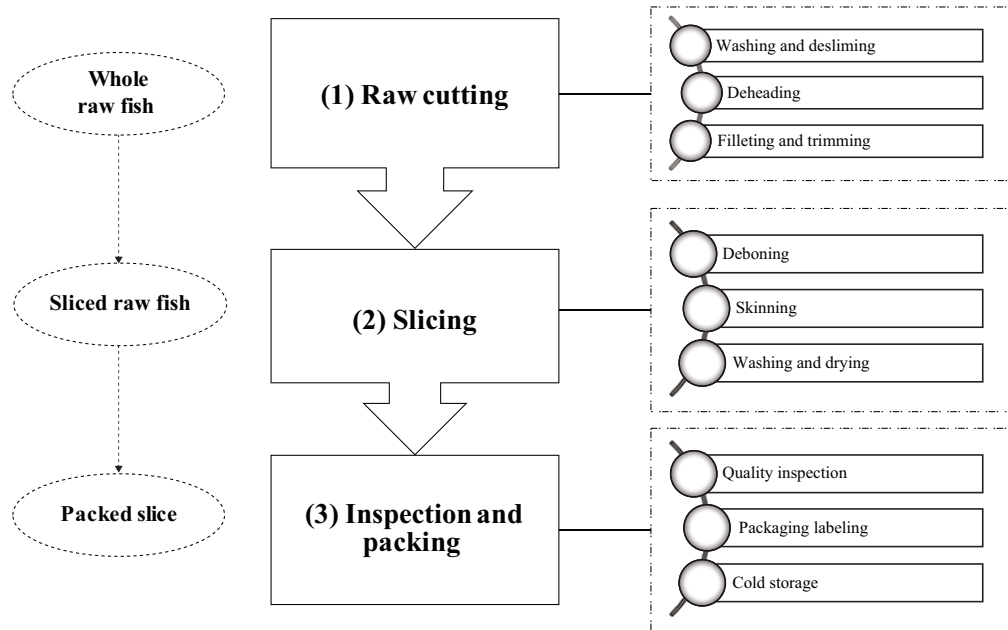 Whole
raw fish
(1) Raw cutting
Washing and desliming
Deheading
Filleting and trimming
Sliced raw fish
(2) Slicing
Deboning
Skinning
Washing and drying
Packed slice
(3) Inspection and
packing
Quality inspection
Packaging labeling
Cold storage